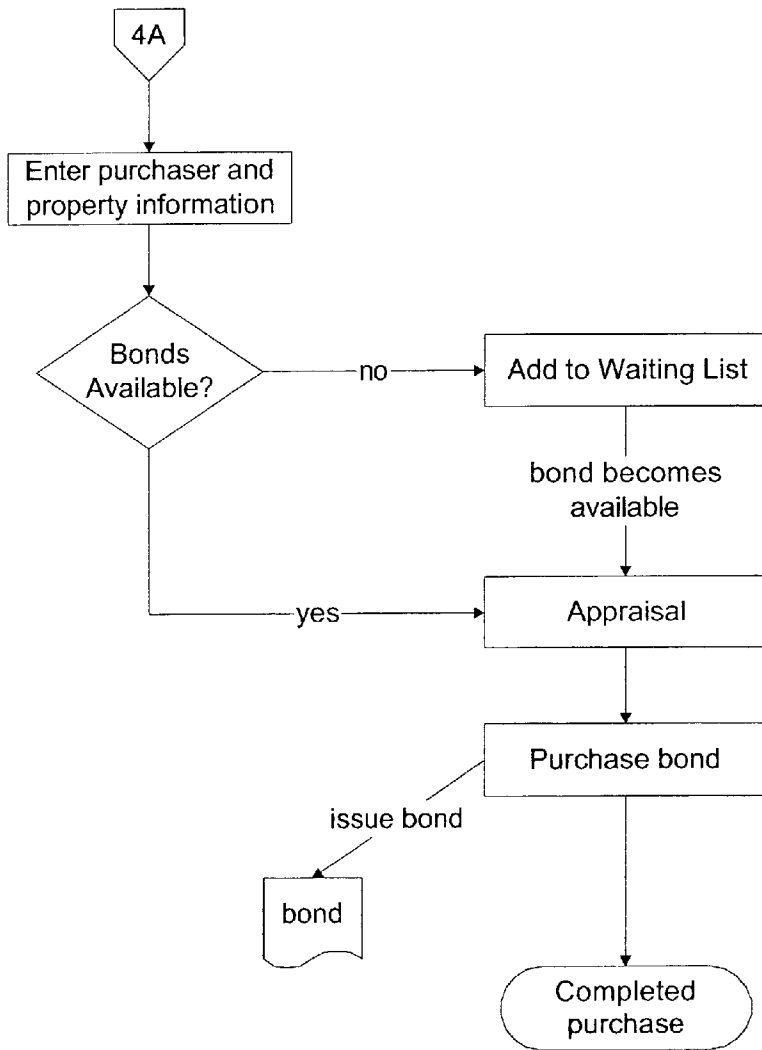 4A
Enter purchaser and
property information
Bonds
Available?
no
Add to Waiting List
bond becomes
available
yes
Appraisal
Purchase bond
issue bond
bond
Completed
purchase